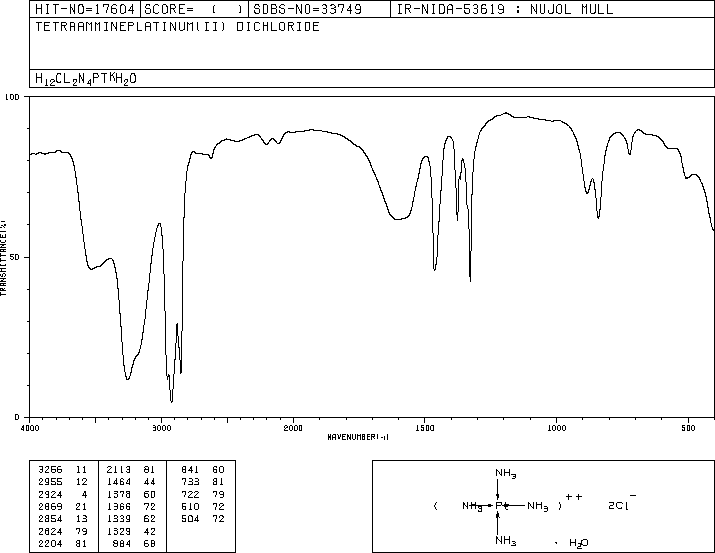 HIT-NO=17604 SCORE= ( ) SDBS-NO=33749 IR-NIDA-53619 : NUJOL MULL
TETRAAMMINEPLATINUM(II) DICHLORIDE
H12CL2N4PTKH2O
100
50
0
TRANSMITTANCE(%)
4000 3000 2000 1500 1000 500
WAVENUMBER(-1)
3266 11 2113 81 841 60
2955 12 1464 44 733 81
2924 4 1378 60 722 79
2869 21 1366 72 510 72
2854 13 1339 62 504 72
2624 79 1329 42
2204 81 884 68
NH3
( NH3 Pt NH3 )++ 2Cl-
NH3 · H2O